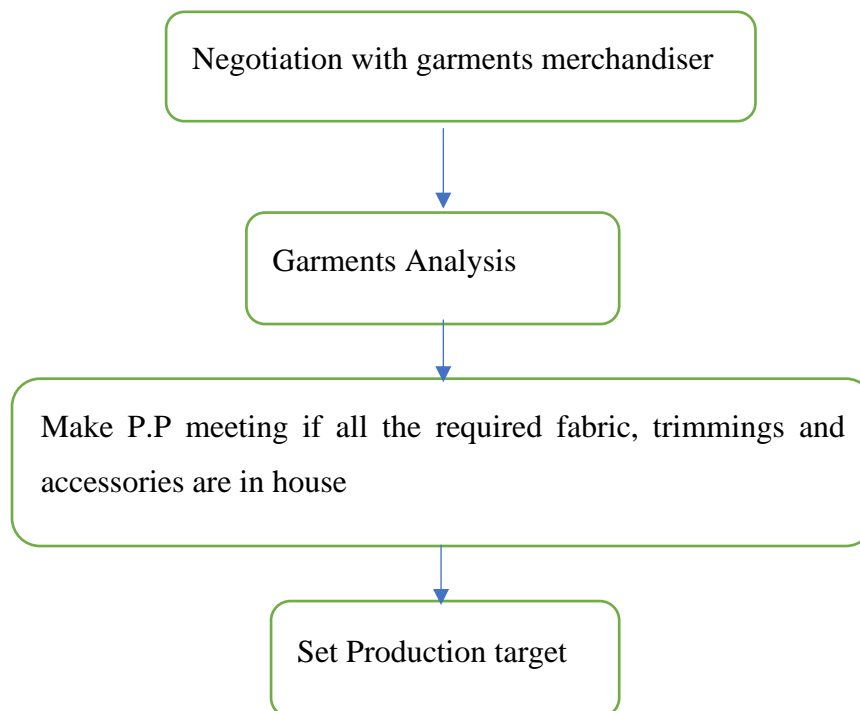 Negotiation with garments merchandiser
Garments Analysis
Make P.P meeting if all the required fabric, trimmings and
accessories are in house
Set Production target